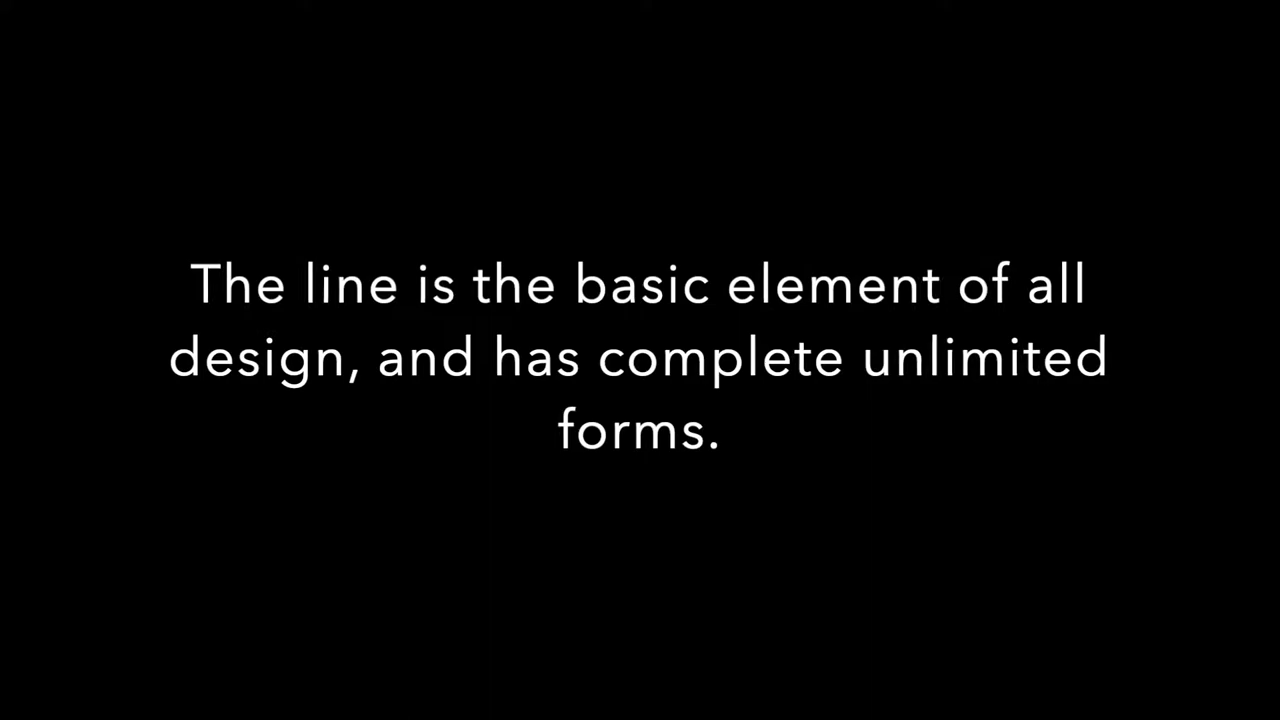 The line is the basic element of all
design, and has complete unlimited
forms.